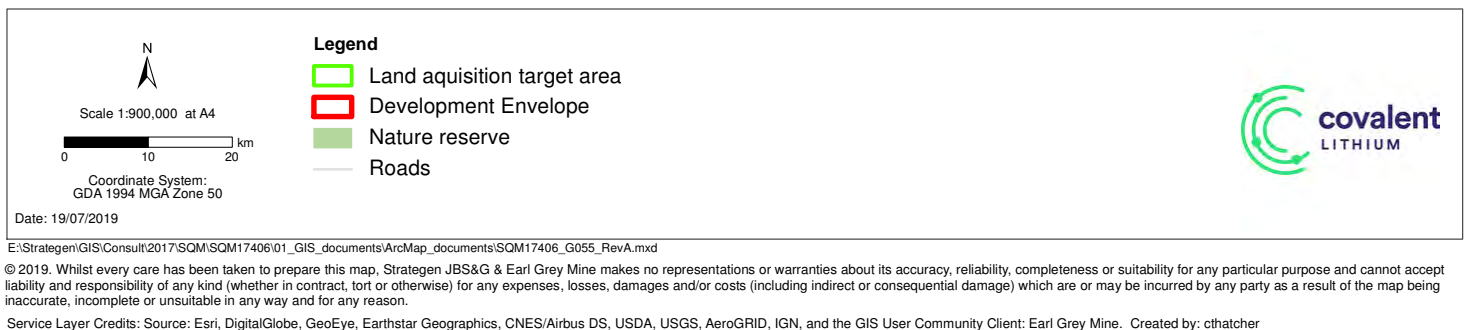 N
Scale 1:900,000 at A4
km
0 10 20
Coordinate System:
GDA 1994 MGA Zone 50
Date: 19/07/2019
Legend
Land aquisition target area
Development Envelope
Nature reserve
Roads
covalent
LITHIUM
E:\Strategen\GIS\Consult\2017\SQM\SQM17406\01_GIS_documents\ArcMap_documents\SQM17406_G055_RevA.mxd
© 2019. Whilst every care has been taken to prepare this map, Strategen JBS&G & Earl Grey Mine makes no representations or warranties about its accuracy, reliability, completeness or suitability for any particular purpose and cannot accept
liability and responsibility of any kind (whether in contract, tort or otherwise) for any expenses, losses, damages and/or costs (including indirect or consequential damage) which are or may be incurred by any party as a result of the map being
inaccurate, incomplete or unsuitable in any way and for any reason.
Service Layer Credits: Source: Esri, DigitalGlobe, GeoEye, Earthstar Geographics, CNES/Airbus DS, USDA, USGS, AeroGRID, IGN, and the GIS User Community Client: Earl Grey Mine. Created by: cthatcher